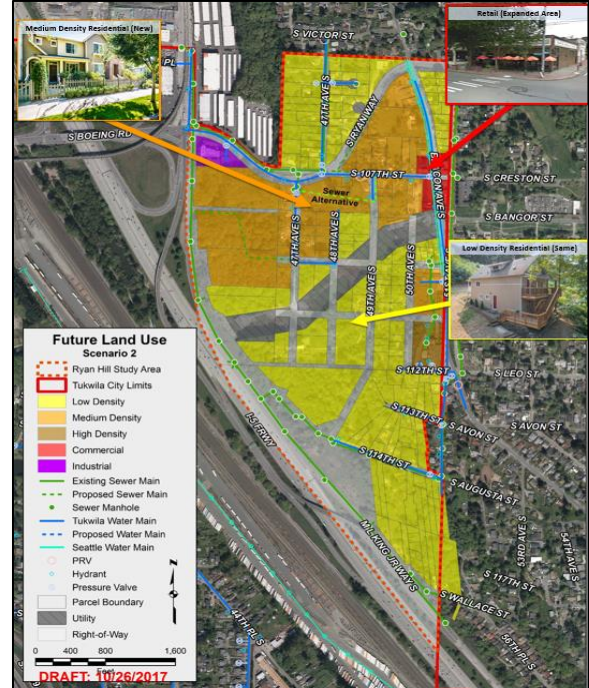 Medium Density Residential (New)
Retail (Expanded Area)
S VICTOR ST
PL
47TH AVE S
S RYAN WAY
S BOEING RD
S 107TH ST
S CRESTON ST
Sewer
Alternative
S BANGOR ST
47TH AVE S
48TH AVE S
49TH AVE S
50TH AVE S
Low Density Residential (Same)
S 112TH ST
S LEO ST
S 113TH ST
S AVON ST
S AVON ST
S 114TH ST
S AUGUSTA ST
I-5 FRWY
M L KING JR WAY S
S 117TH ST
S WALLACE ST
53RD AVE S
54TH AVE S
56TH PL S
44TH PL S
Future Land Use
Scenario 2
Ryan Hill Study Area
Tukwila City Limits
Low Density
Medium Density
High Density
Commercial
Industrial
Existing Sewer Main
Proposed Sewer Main
Sewer Manhole
Tukwila Water Main
Proposed Water Main
Seattle Water Main
PRV
N
Hydrant
Pressure Valve
Parcel Boundary
Utility
Right-of-Way
0 800 1,600
Feet
DRAFT: 10/26/2017